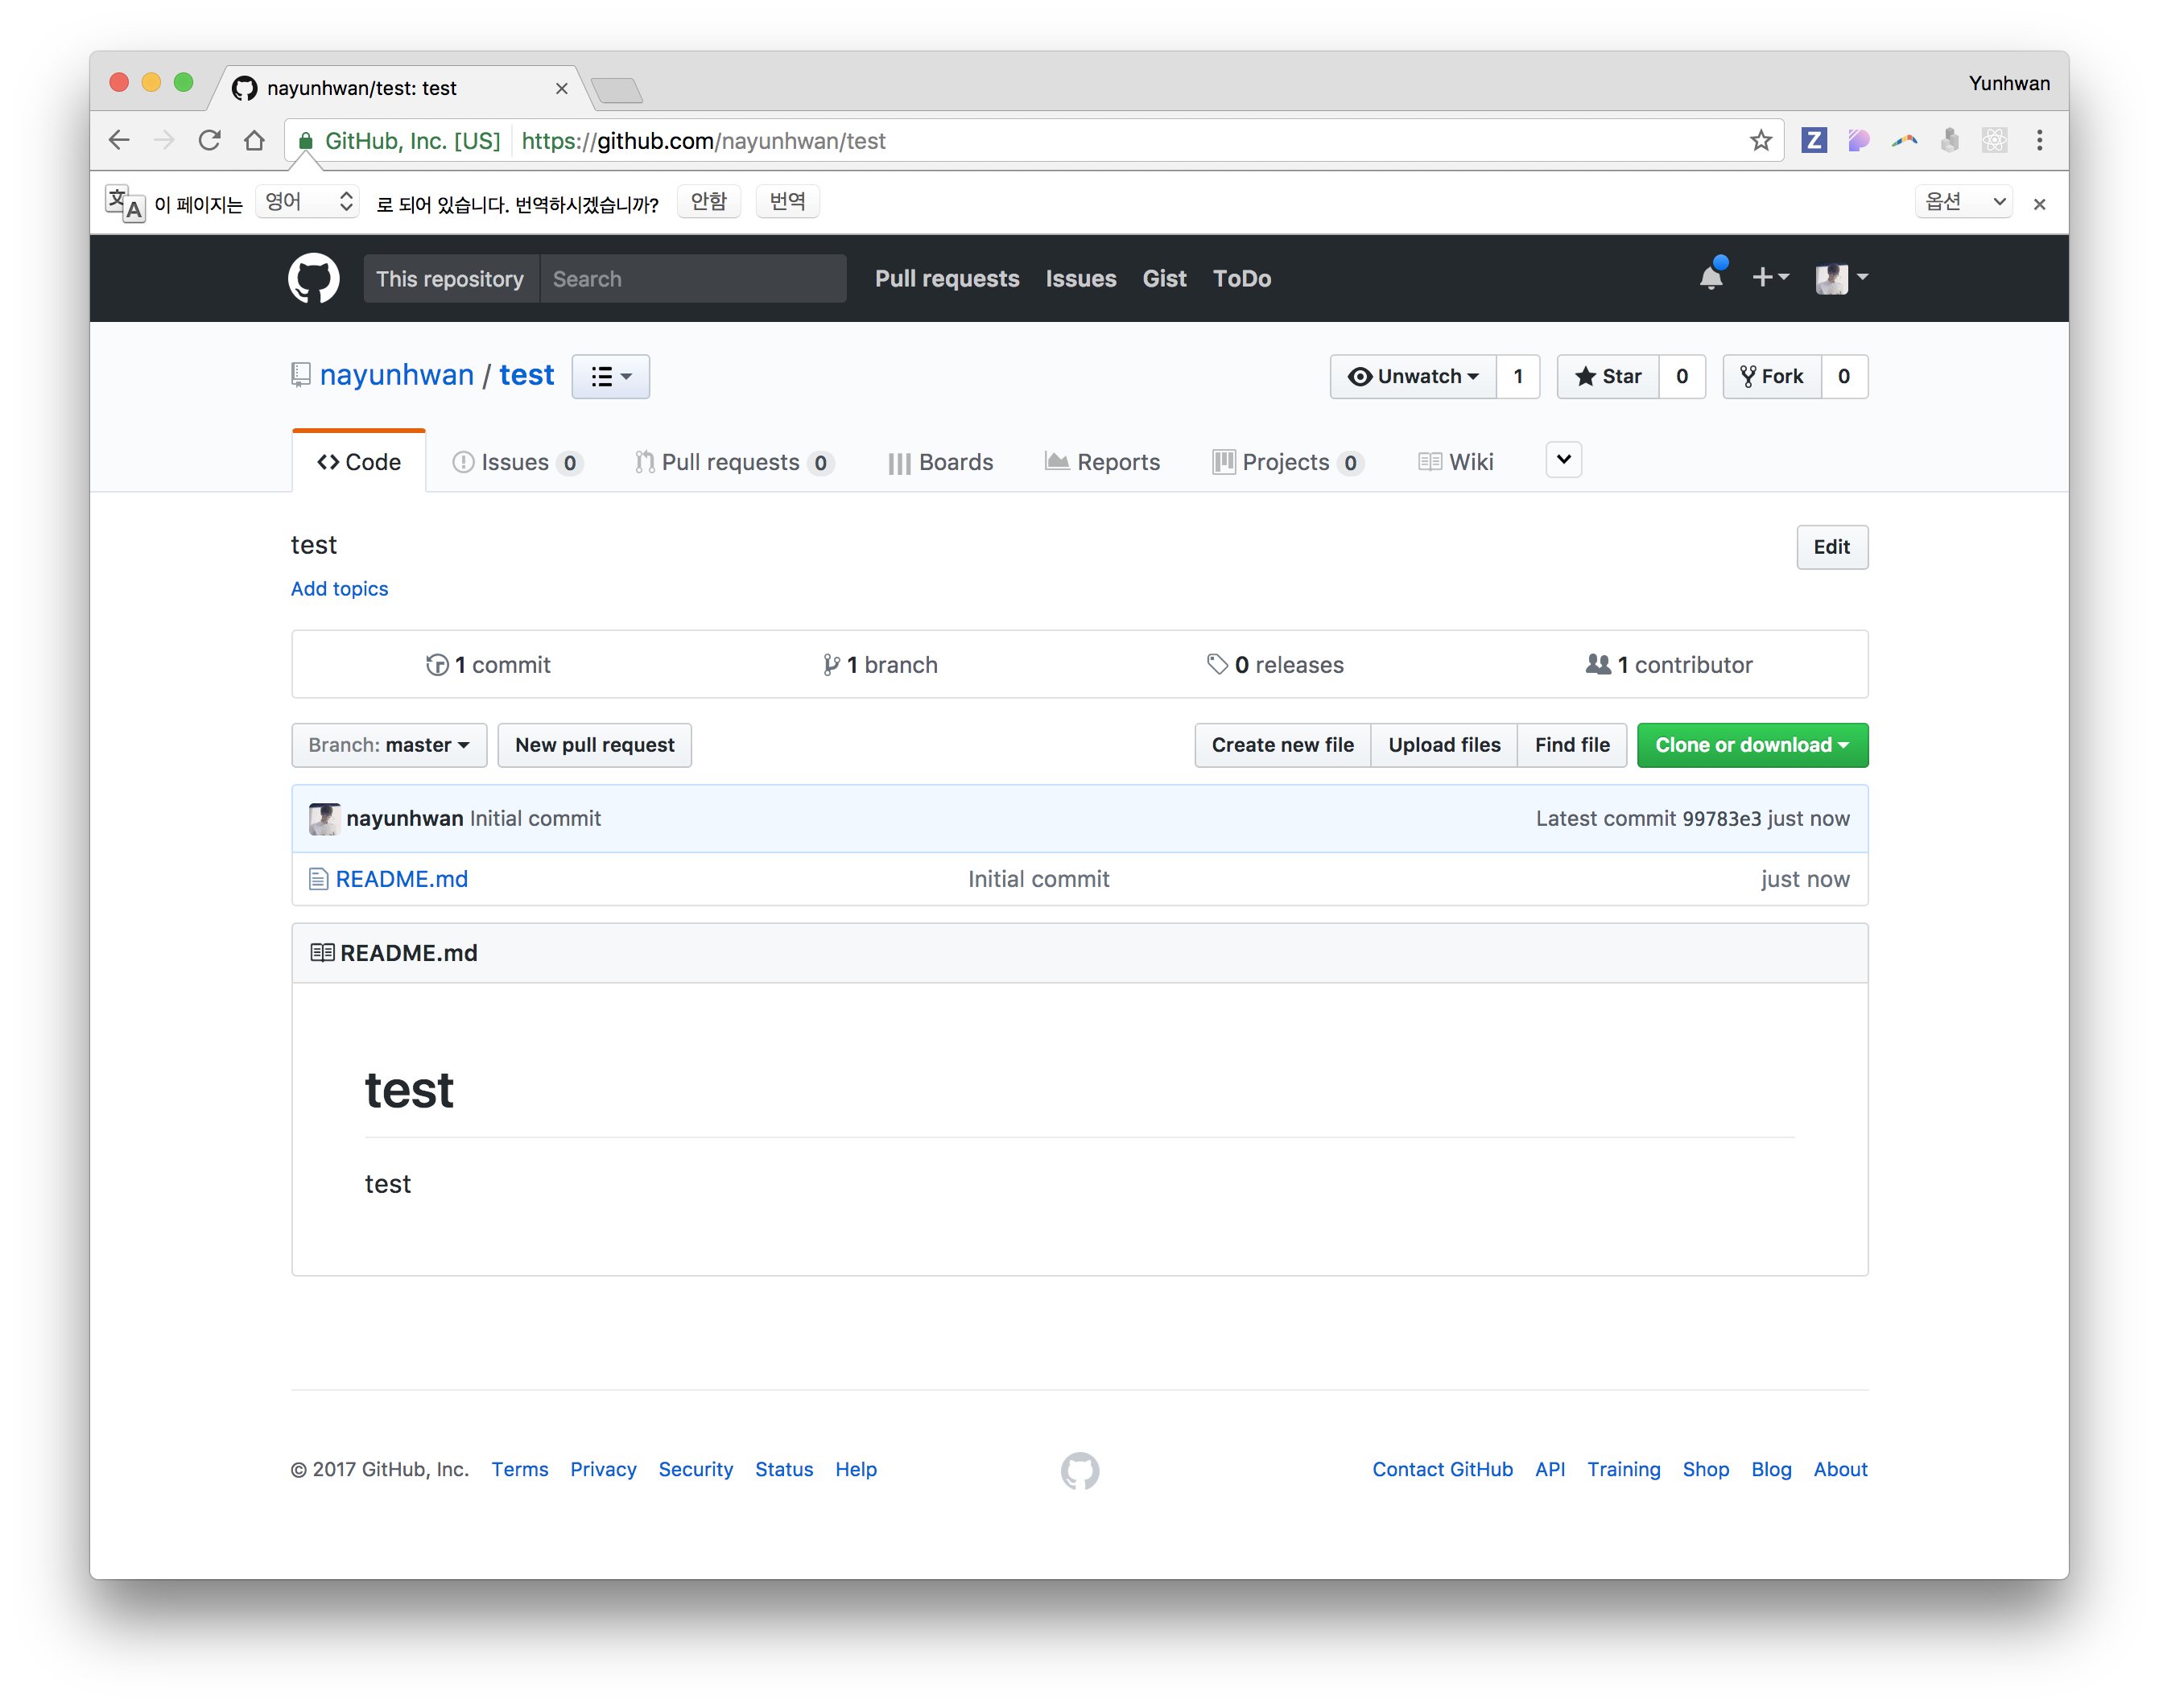 nayunhwan/test: test
Yunhwan
GitHub, Inc. [US] https://github.com/nayunhwan/test
Z
文A 이 페이지는 영어 로 되어 있습니다. 번역하시겠습니까? 안함 번역 옵션
This repository Search Pull requests Issues Gist ToDo
nayunhwan / test
Unwatch 1 Star 0 Fork 0
Code Issues 0 Pull requests 0 Boards Reports Projects 0 Wiki
test
Edit
Add topics
1 commit 1 branch 0 releases 1 contributor
Branch: master New pull request Create new file Upload files Find file Clone or download
nayunhwan Initial commit Latest commit 99783e3 just now
README.md Initial commit just now
README.md
test
test
© 2017 GitHub, Inc. Terms Privacy Security Status Help Contact GitHub API Training Shop Blog About